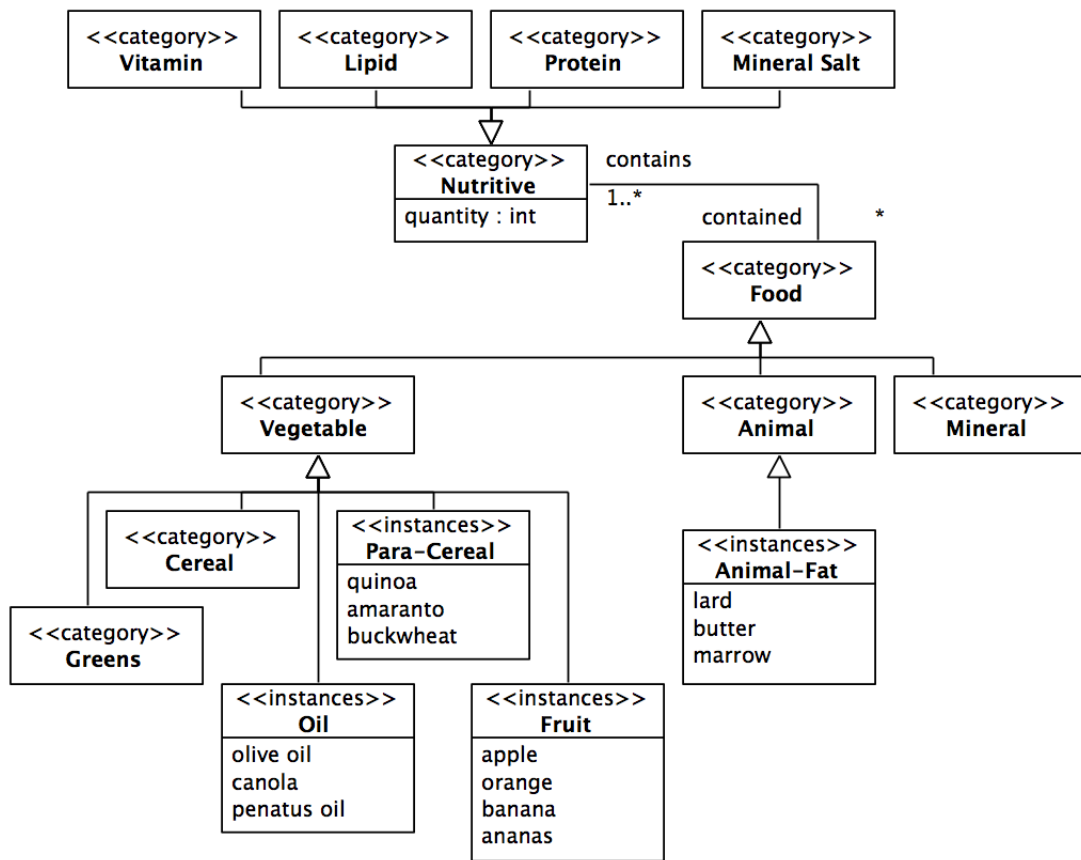 <<category>>
Vitamin
<<category>>
Lipid
<<category>>
Protein
<<category>>
Mineral Salt
<<category>>
Nutritive
quantity : int
contains
1..*
contained
*
<<category>>
Food
<<category>>
Vegetable
<<category>>
Animal
<<category>>
Mineral
<<category>>
Cereal
<<instances>>
Para-Cereal
quinoa
amaranto
buckwheat
<<instances>>
Animal-Fat
lard
butter
marrow
<<category>>
Greens
<<instances>>
Oil
olive oil
canola
penatus oil
<<instances>>
Fruit
apple
orange
banana
ananas